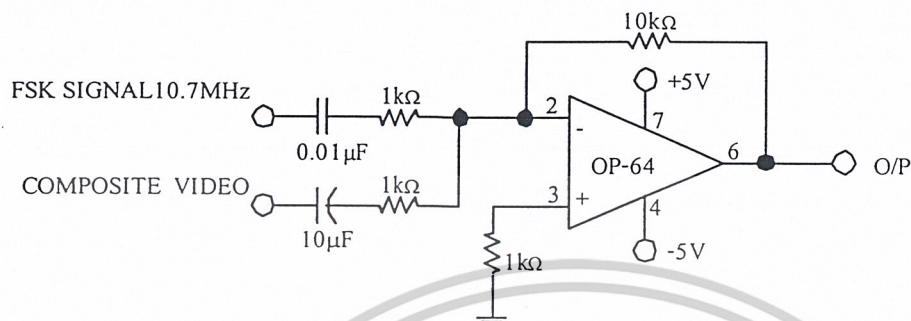 10kΩ
FSK SIGNAL10.7MHz
1kΩ
+5V
2
7
-
0.01µF
6
OP-64
O/P
COMPOSITE VIDEO
1kΩ
3
+
4
10µF
-5V
1kΩ